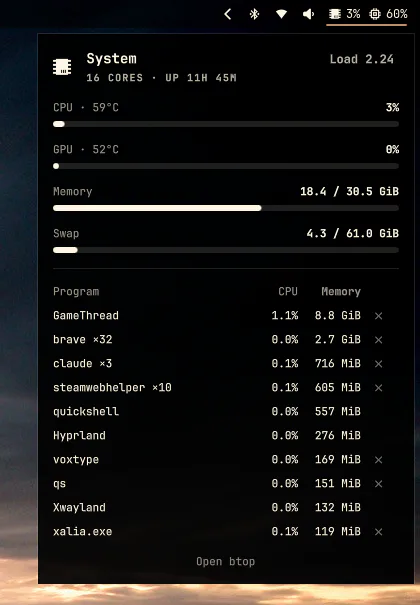 3% 60%
System Load 2.24
16 CORES · UP 11H 45M
CPU · 59°C 3%
GPU · 52°C 0%
Memory 18.4 / 30.5 GiB
Swap 4.3 / 61.0 GiB
Program CPU Memory
GameThread 1.1% 8.8 GiB ×
brave ×32 0.0% 2.7 GiB ×
claude ×3 0.1% 716 MiB ×
steamwebhelper ×10 0.1% 605 MiB ×
quickshell 0.0% 557 MiB
Hyprland 0.0% 276 MiB
voxtype 0.0% 169 MiB ×
qs 0.0% 151 MiB ×
Xwayland 0.0% 132 MiB
xalia.exe 0.1% 119 MiB ×
Open btop